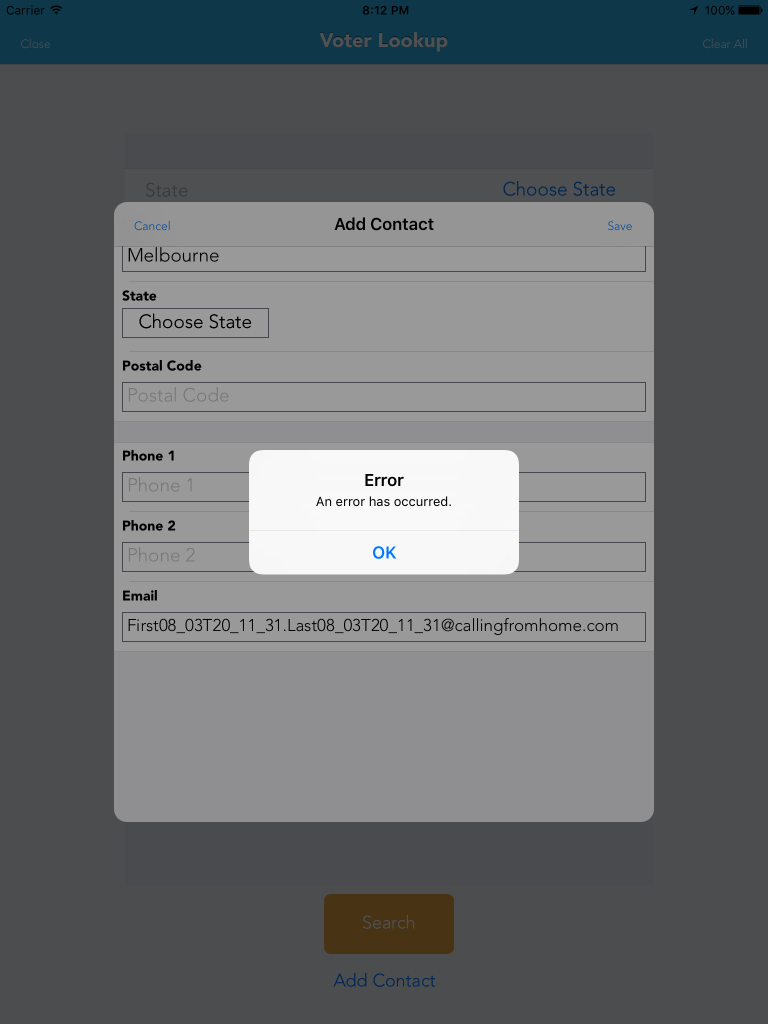 Carrier 8:12 PM 100%
Close Voter Lookup Clear All
State Choose State
Cancel Add Contact Save
Melbourne
State
Choose State
Postal Code
Postal Code
Phone 1
Phone 1
Error
An error has occurred.
Phone 2
Phone 2
OK
Email
First08_03T20_11_31.Last08_03T20_11_31@callingfromhome.com
Search
Add Contact